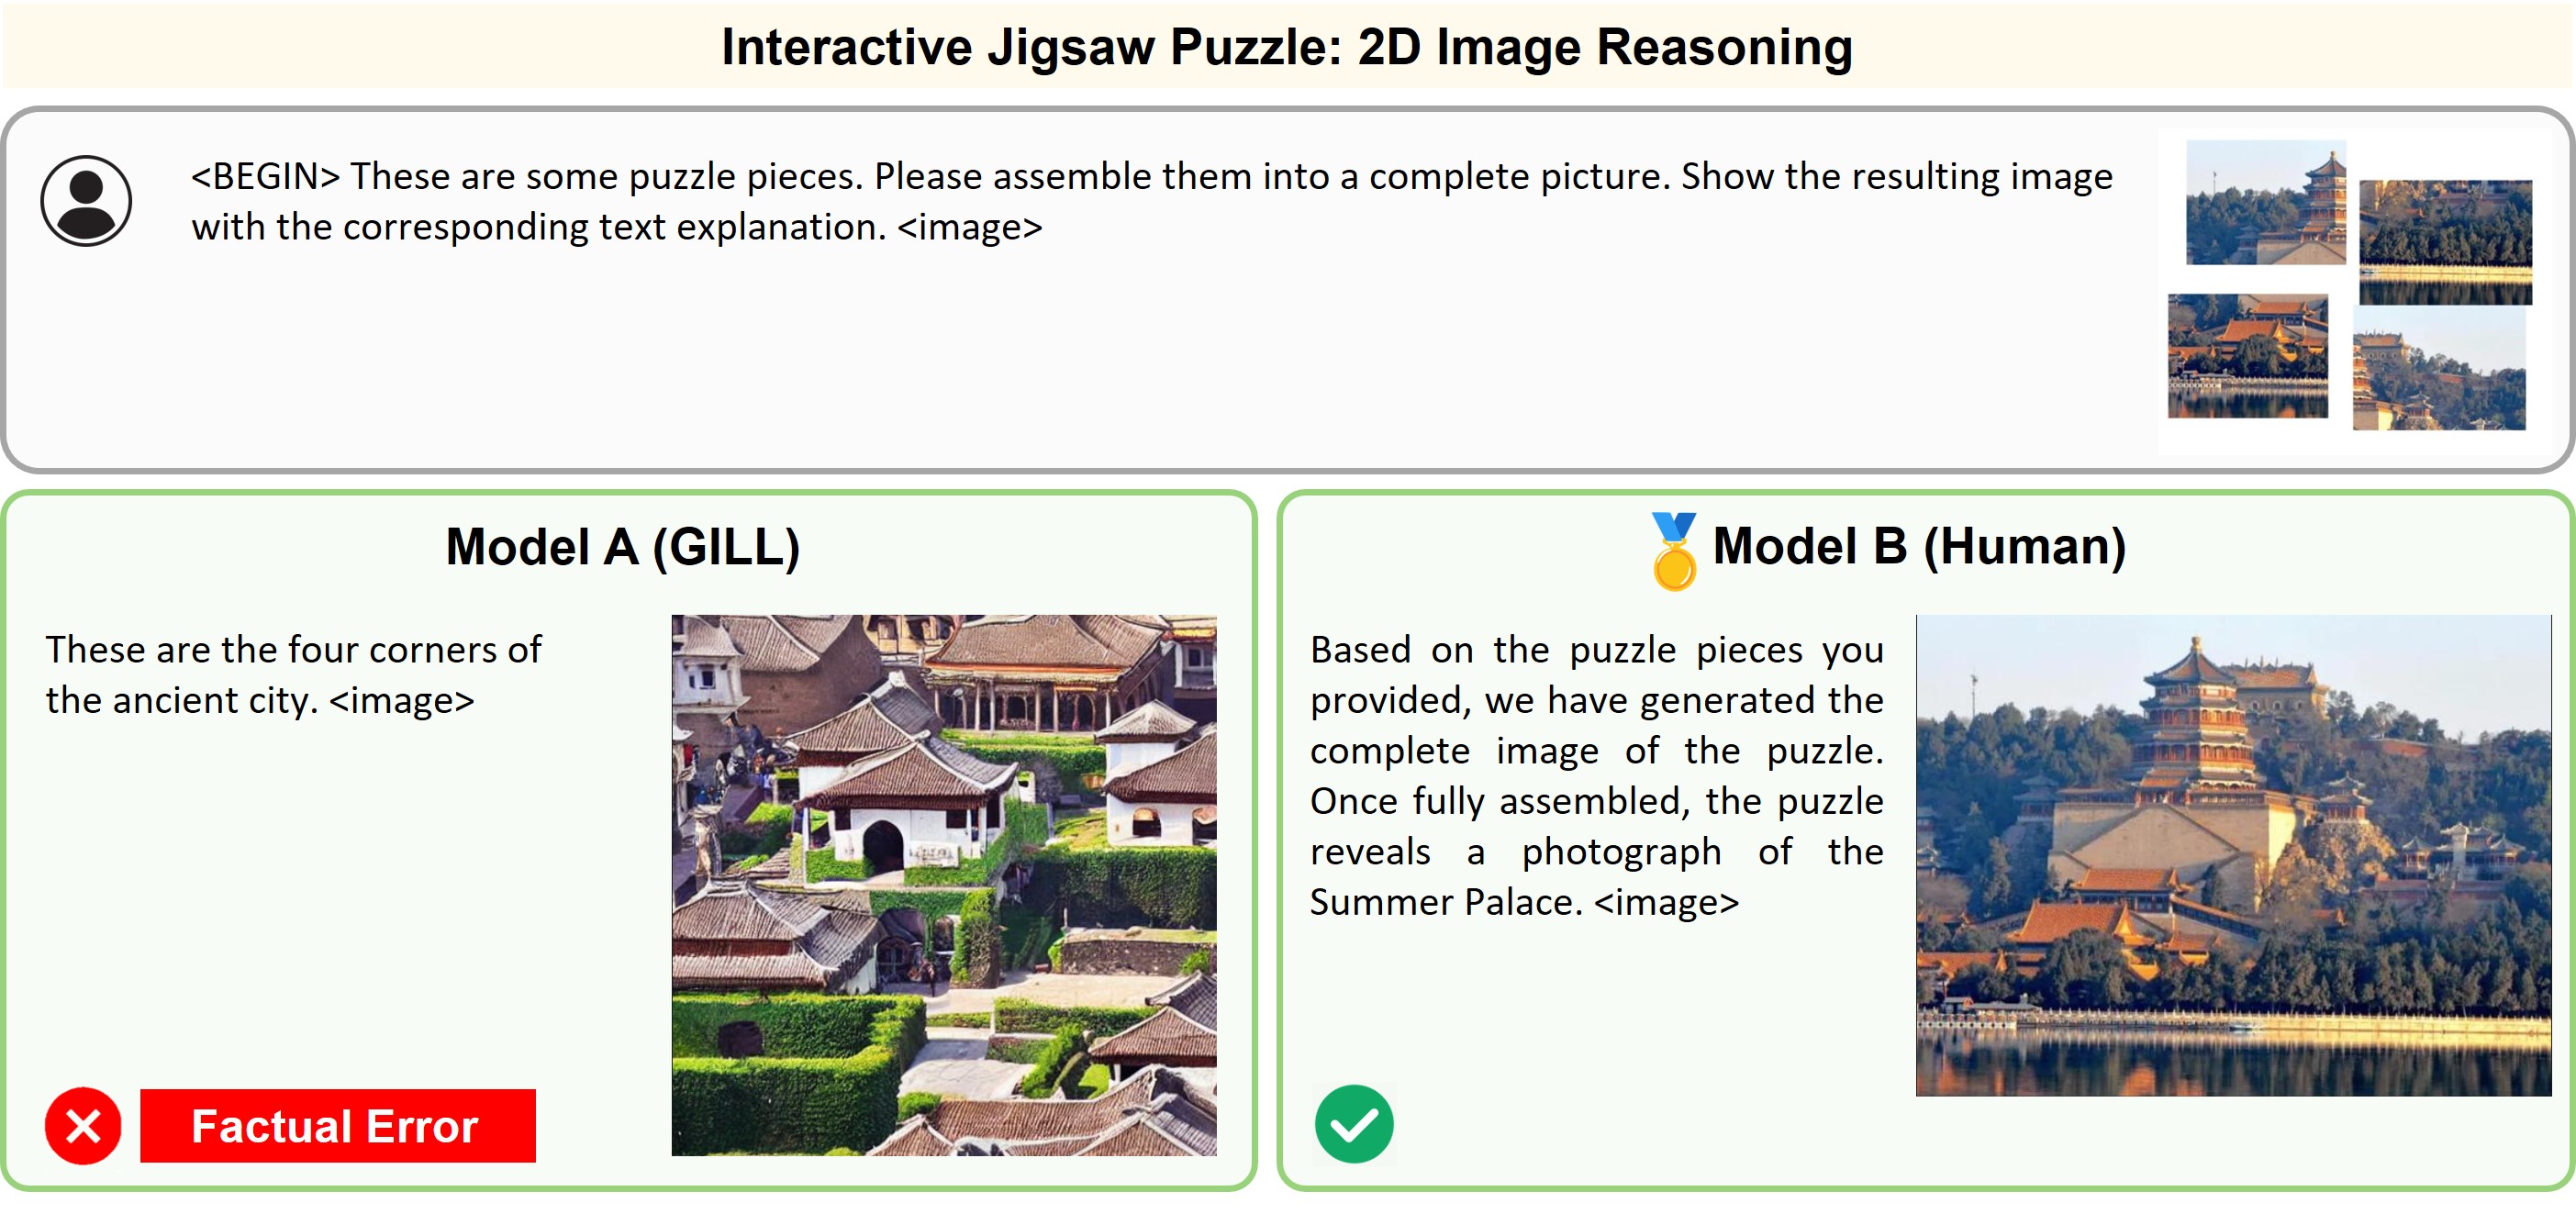 Interactive Jigsaw Puzzle: 2D Image Reasoning
<BEGIN> These are some puzzle pieces. Please assemble them into a complete picture. Show the resulting image
with the corresponding text explanation. <image>
Model A (GILL)
These are the four corners of
the ancient city. <image>
Factual Error
Model B (Human)
Based on the puzzle pieces you
provided, we have generated the
complete image of the puzzle.
Once fully assembled, the puzzle
reveals a photograph of the
Summer Palace. <image>